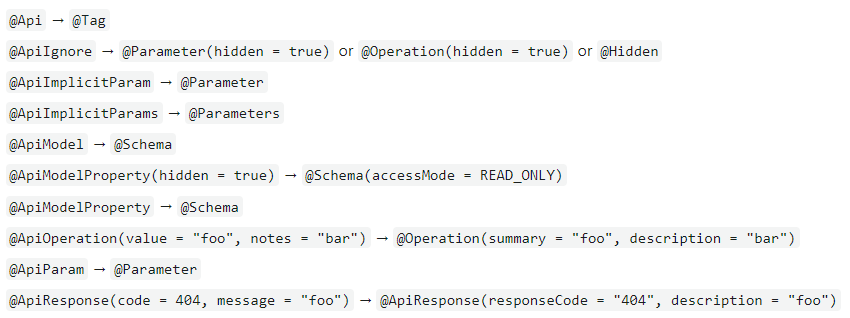 @Api → @Tag
@ApiIgnore → @Parameter(hidden = true) or @Operation(hidden = true) or @Hidden
@ApiImplicitParam → @Parameter
@ApiImplicitParams → @Parameters
@ApiModel → @Schema
@ApiModelProperty(hidden = true) → @Schema(accessMode = READ_ONLY)
@ApiModelProperty → @Schema
@ApiOperation(value = "foo", notes = "bar") → @Operation(summary = "foo", description = "bar")
@ApiParam → @Parameter
@ApiResponse(code = 404, message = "foo") → @ApiResponse(responseCode = "404", description = "foo")